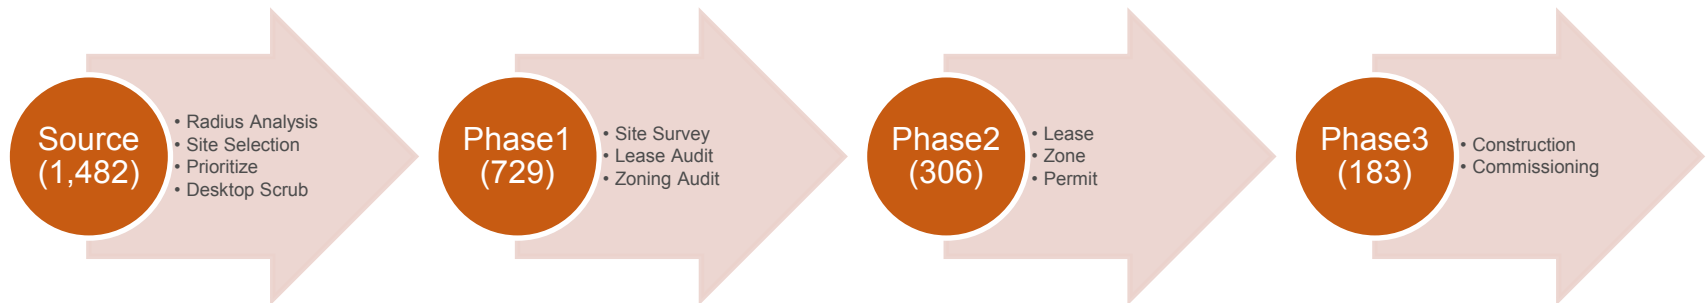 Source
(1,482)
• Radius Analysis
• Site Selection
• Prioritize
• Desktop Scrub
Phase1
(729)
• Site Survey
• Lease Audit
• Zoning Audit
Phase2
(306)
• Lease
• Zone
• Permit
Phase3
(183)
• Construction
• Commissioning